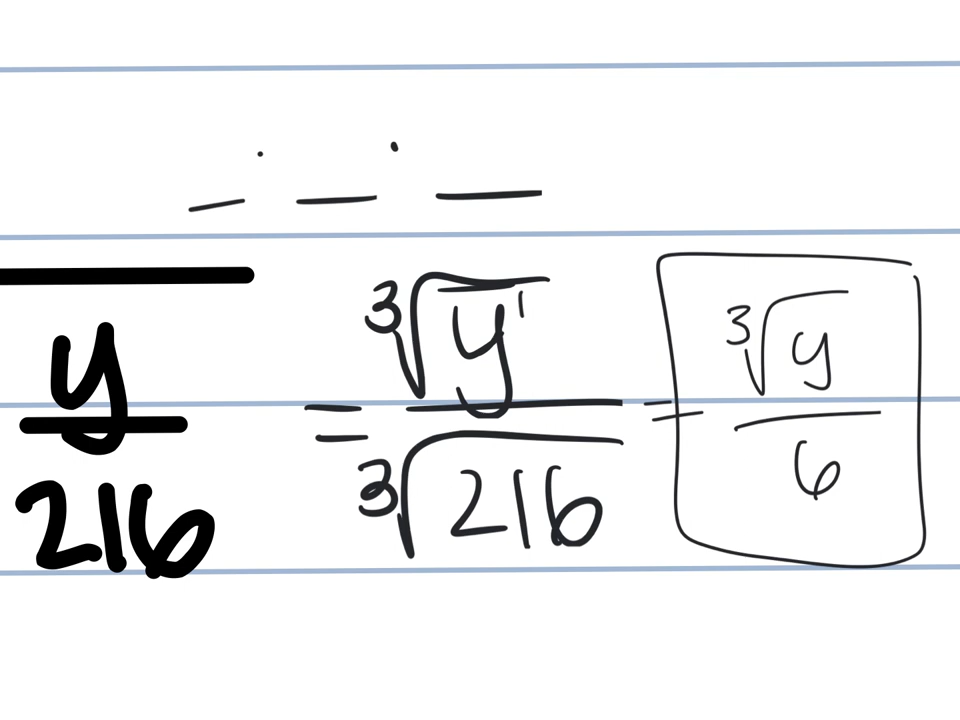 y/216 = ∛y / ∛216 = ∛y / 6